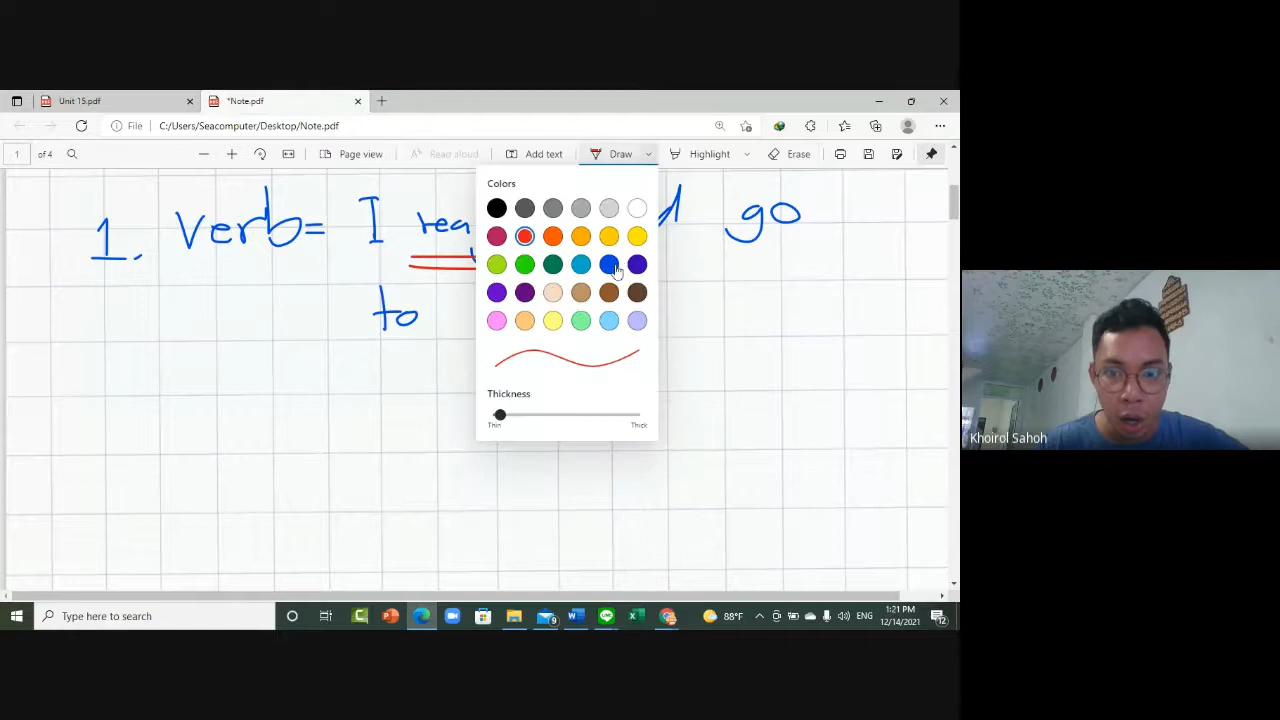 Unit 15.pdf
*Note.pdf
File
C:/Users/Seacomputer/Desktop/Note.pdf
1 of 4
Page view
Read aloud
Add text
Draw
Highlight
Erase
Colors
1. Verb= I
go
to
Thickness
Thin
Thick
Khoirol Sahoh
Type here to search
9
88°F
ENG
1:21 PM
12/14/2021
12